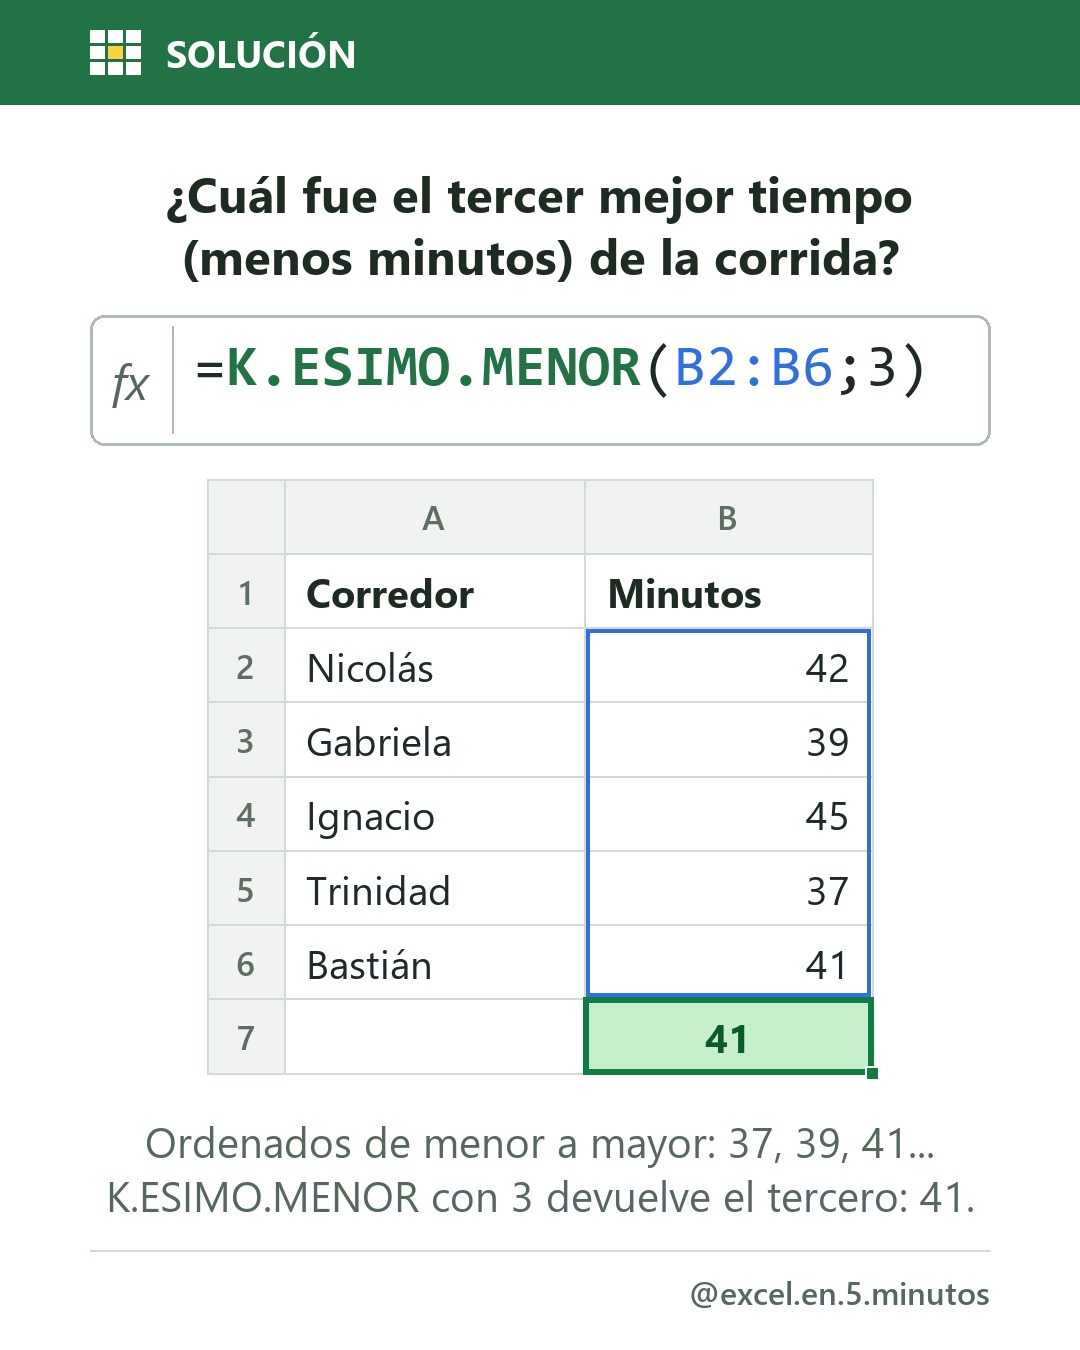 SOLUCIÓN
¿Cuál fue el tercer mejor tiempo
(menos minutos) de la corrida?
fx =K.ESIMO.MENOR(B2:B6;3)
A B
1 Corredor Minutos
2 Nicolás 42
3 Gabriela 39
4 Ignacio 45
5 Trinidad 37
6 Bastián 41
7 41
Ordenados de menor a mayor: 37, 39, 41...
K.ESIMO.MENOR con 3 devuelve el tercero: 41.
@excel.en.5.minutos